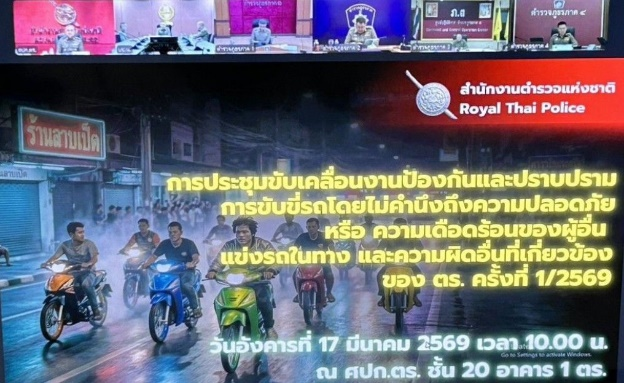 สำนักงานตำรวจแห่งชาติ
Royal Thai Police
ร้านลาบเป็ด
การประชุมขับเคลื่อนงานป้องกันและปราบปราม
การขับขี่รถโดยไม่คำนึงถึงความปลอดภัย
หรือ ความเดือดร้อนของผู้อื่น
แข่งรถในทาง และความผิดอื่นที่เกี่ยวข้อง
ของ ตร. ครั้งที่ 1/2569
วันอังคารที่ 17 มีนาคม 2569 เวลา 10.00 น.
Go to Settings to activate Windows.
ณ ศปก.ตร. ชั้น 20 อาคาร 1 ตร.